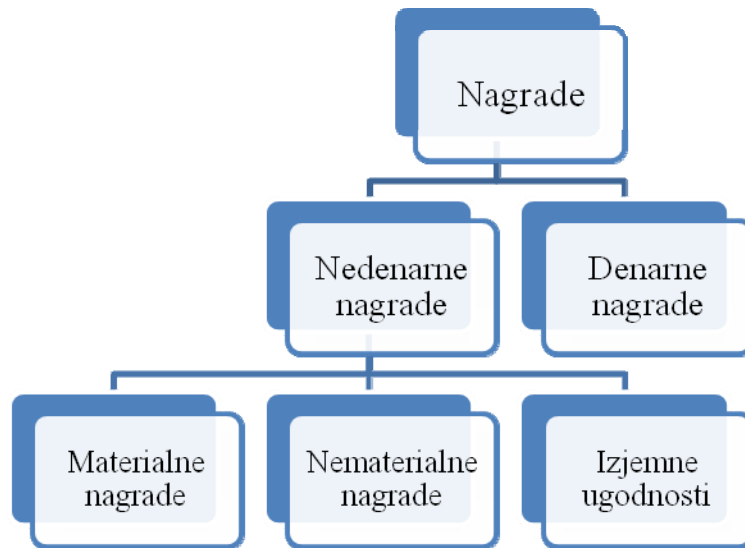 Nagrade
Nedenarne
nagrade
Denarne
nagrade
Materialne
nagrade
Nematerialne
nagrade
Izjemne
ugodnosti